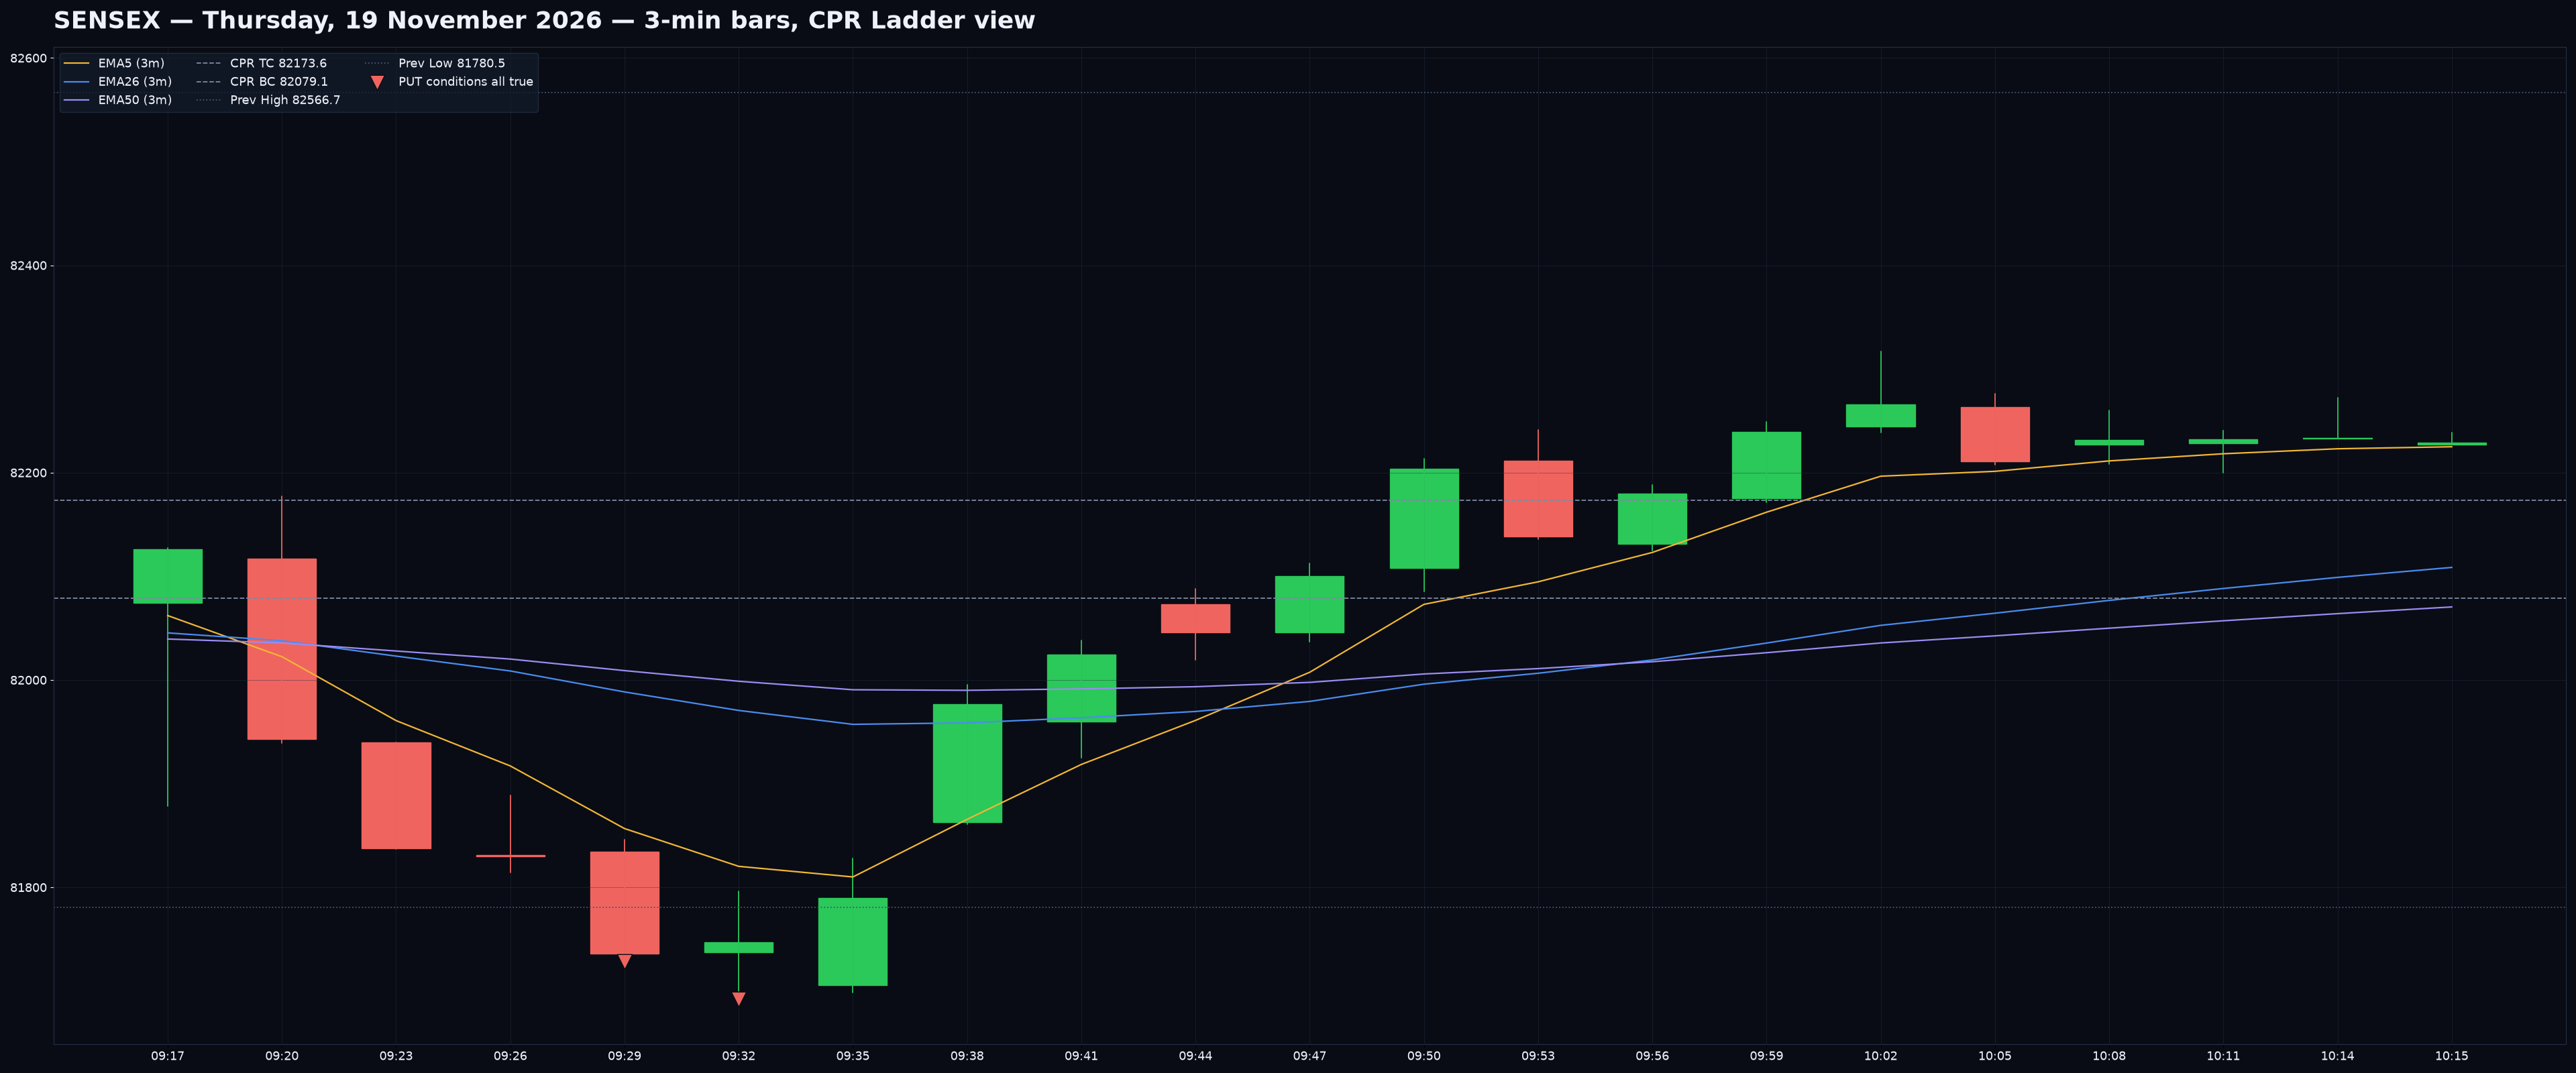 SENSEX — Thursday, 19 November 2026 — 3-min bars, CPR Ladder view
EMA5 (3m)
EMA26 (3m)
EMA50 (3m)
CPR TC 82173.6
CPR BC 82079.1
Prev High 82566.7
Prev Low 81780.5
PUT conditions all true
82600
82400
82200
82000
81800
09:17 09:20 09:23 09:26 09:29 09:32 09:35 09:38 09:41 09:44 09:47 09:50 09:53 09:56 09:59 10:02 10:05 10:08 10:11 10:14 10:15